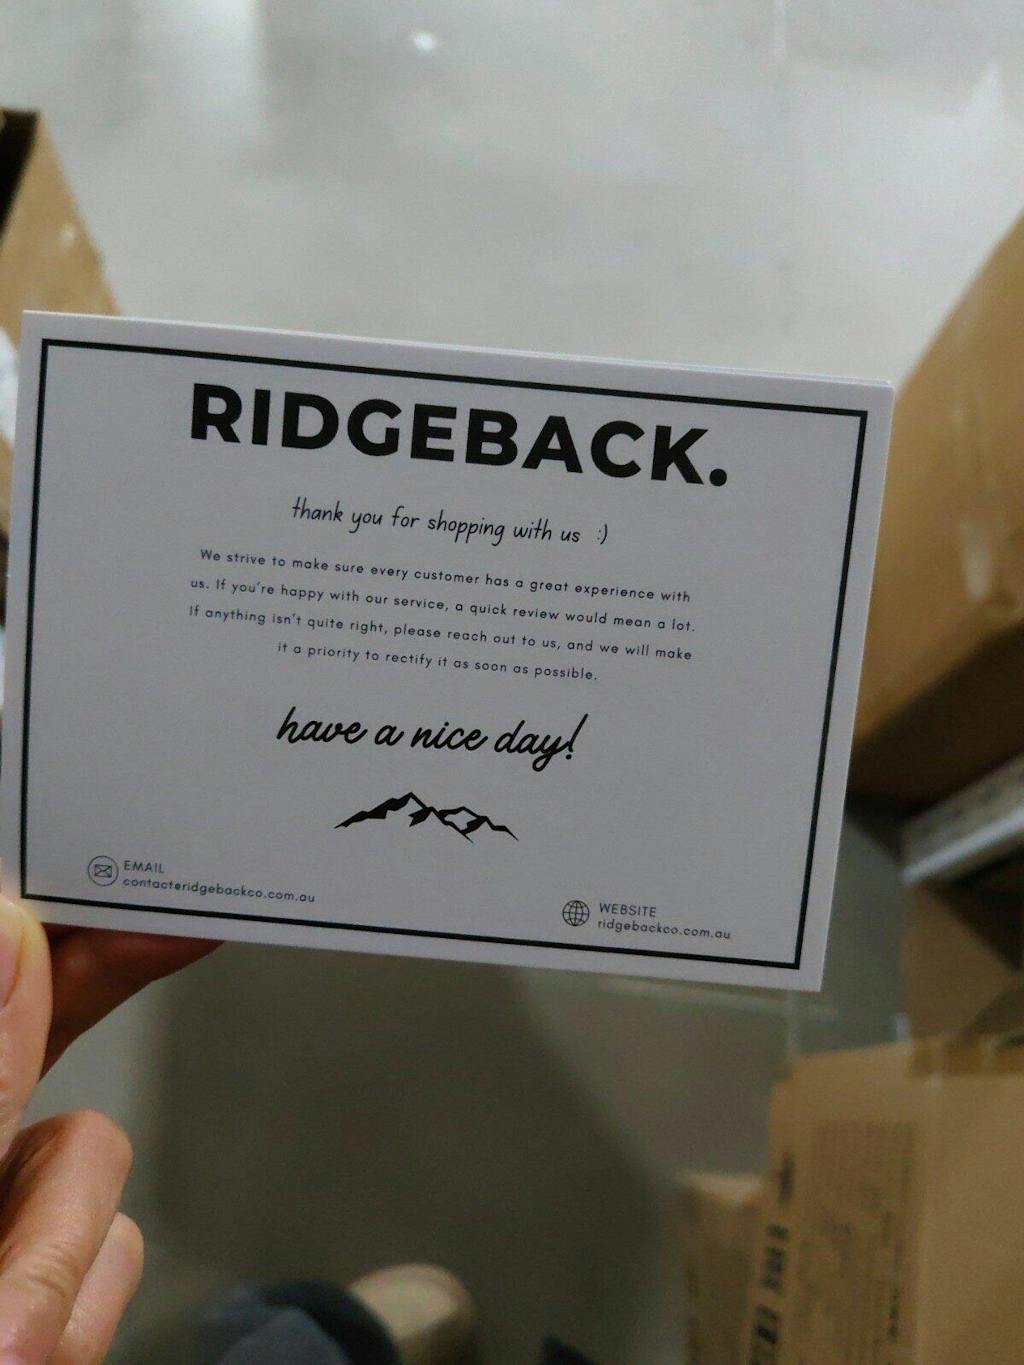 RIDGEBACK.
thank you for shopping with us :)
We strive to make sure every customer has a great experience with
us. If you're happy with our service, a quick review would mean a lot.
If anything isn't quite right, please reach out to us, and we will make
it a priority to rectify it as soon as possible.
have a nice day!
EMAIL
contact@ridgebackco.com.au
WEBSITE
ridgebackco.com.au